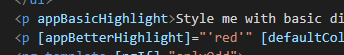 <p appBasicHighlight>Style me with basic di
<p [appBetterHighlight]="'red'" [defaultCol